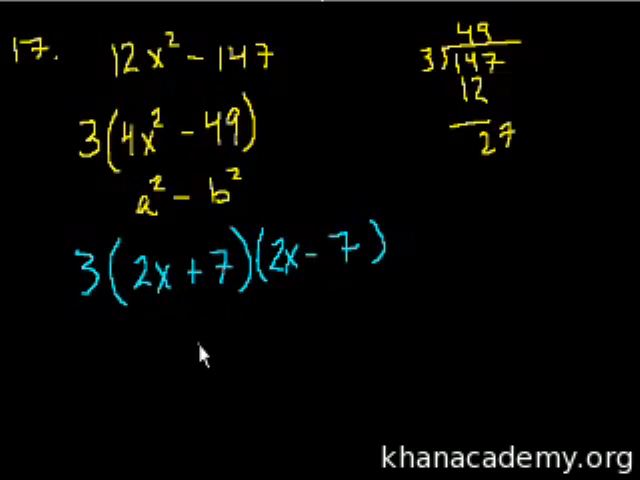 17. 12x² - 147
3(4x² - 49)
a² - b²
3(2x + 7)(2x - 7)
49
3)147
12
27
khanacademy.org